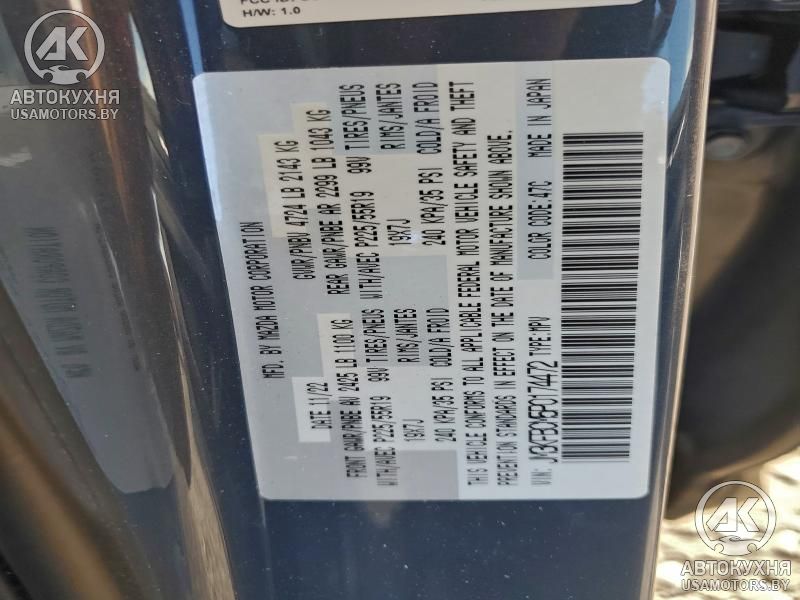 H/W: 1.0
AK
АВТОКУХНЯ
USAMOTORS.BY
MFD. BY MAZDA MOTOR CORPORATION
DATE 11/22 GVWR/PNBV 4724 LB 2143 KG
FRONT GAWR/PNBE AV 2425 LB 1100 KG REAR GAWR/PNBE AR 2299 LB 1043 KG
WITH/AVEC P225/55R19 99V TIRES/PNEUS WITH/AVEC P225/55R19 99V TIRES/PNEUS
19X7J RIMS/JANTES 19X7J RIMS/JANTES
240 KPA/35 PSI COLD/A FROID 240 KPA/35 PSI COLD/A FROID
THIS VEHICLE CONFORMS TO ALL APPLICABLE FEDERAL MOTOR VEHICLE SAFETY AND THEFT
PREVENTION STANDARDS IN EFFECT ON THE DATE OF MANUFACTURE SHOWN ABOVE.
VIN: TYPE:MPV COLOR CODE:47C MADE IN JAPAN
AK
АВТОКУХНЯ
USAMOTORS.BY